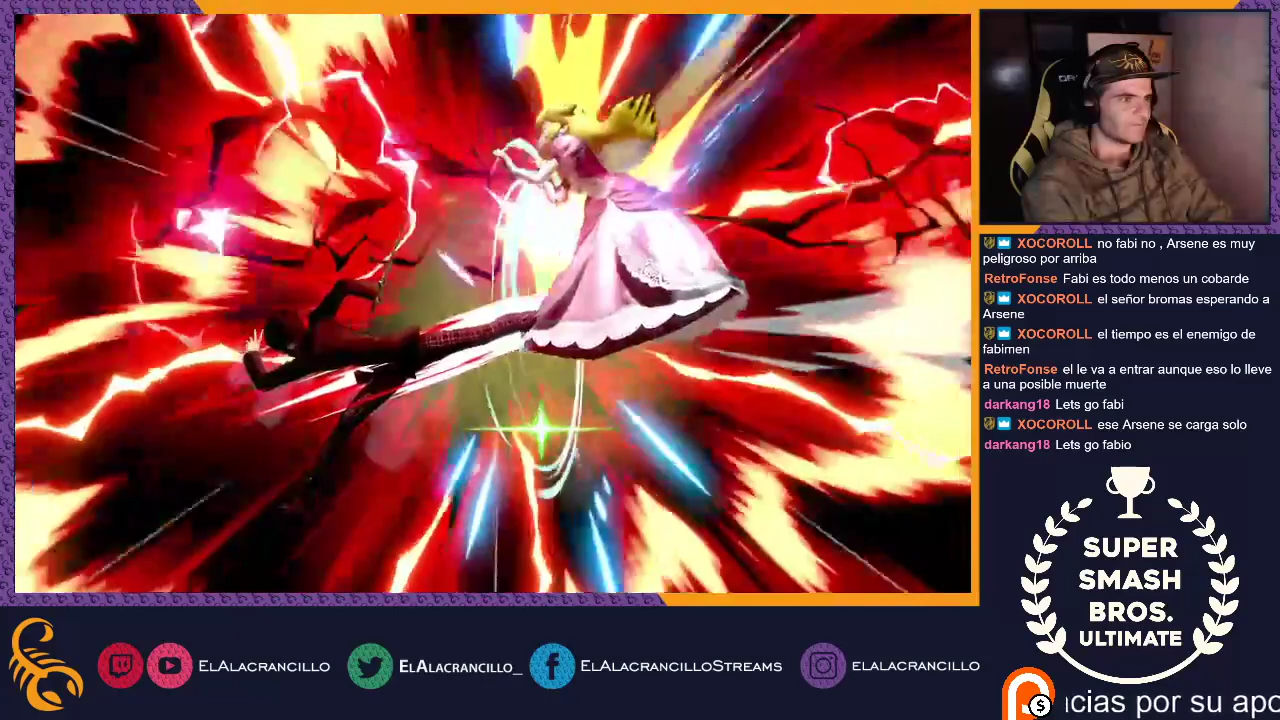 XOCOROLL no fabi no , Arsene es muy
peligroso por arriba
RetroFonse Fabi es todo menos un cobarde
XOCOROLL el señor bromas esperando a
Arsene
XOCOROLL el tiempo es el enemigo de
fabimen
RetroFonse el le va a entrar aunque eso lo lleve
a una posible muerte
darkang18 Lets go fabi
XOCOROLL ese Arsene se carga solo
darkang18 Lets go fabio
SUPER
SMASH
BROS.
ULTIMATE
ElAlacrancillo
ElAlacrancillo_
ElAlacrancilloStreams
elalacrancillo
por su